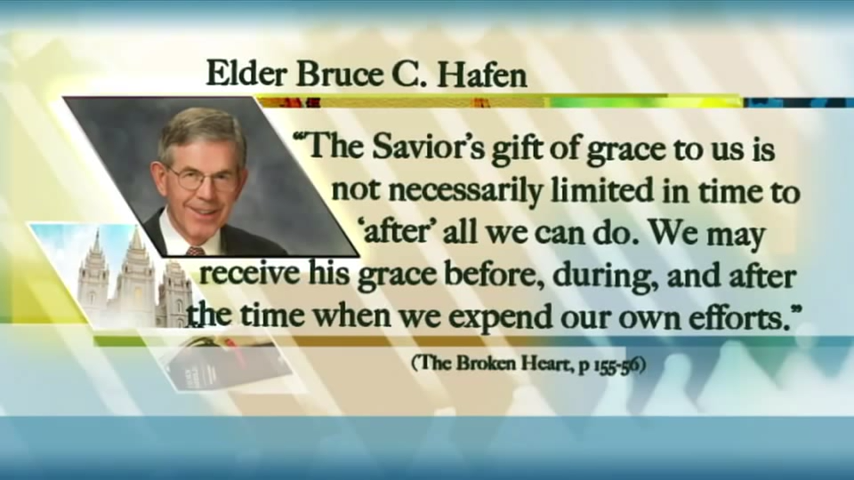 Elder Bruce C. Hafen
“The Savior’s gift of grace to us is
not necessarily limited in time to
‘after’ all we can do. We may
receive his grace before, during, and after
the time when we expend our own efforts.”
(The Broken Heart, p 155-56)